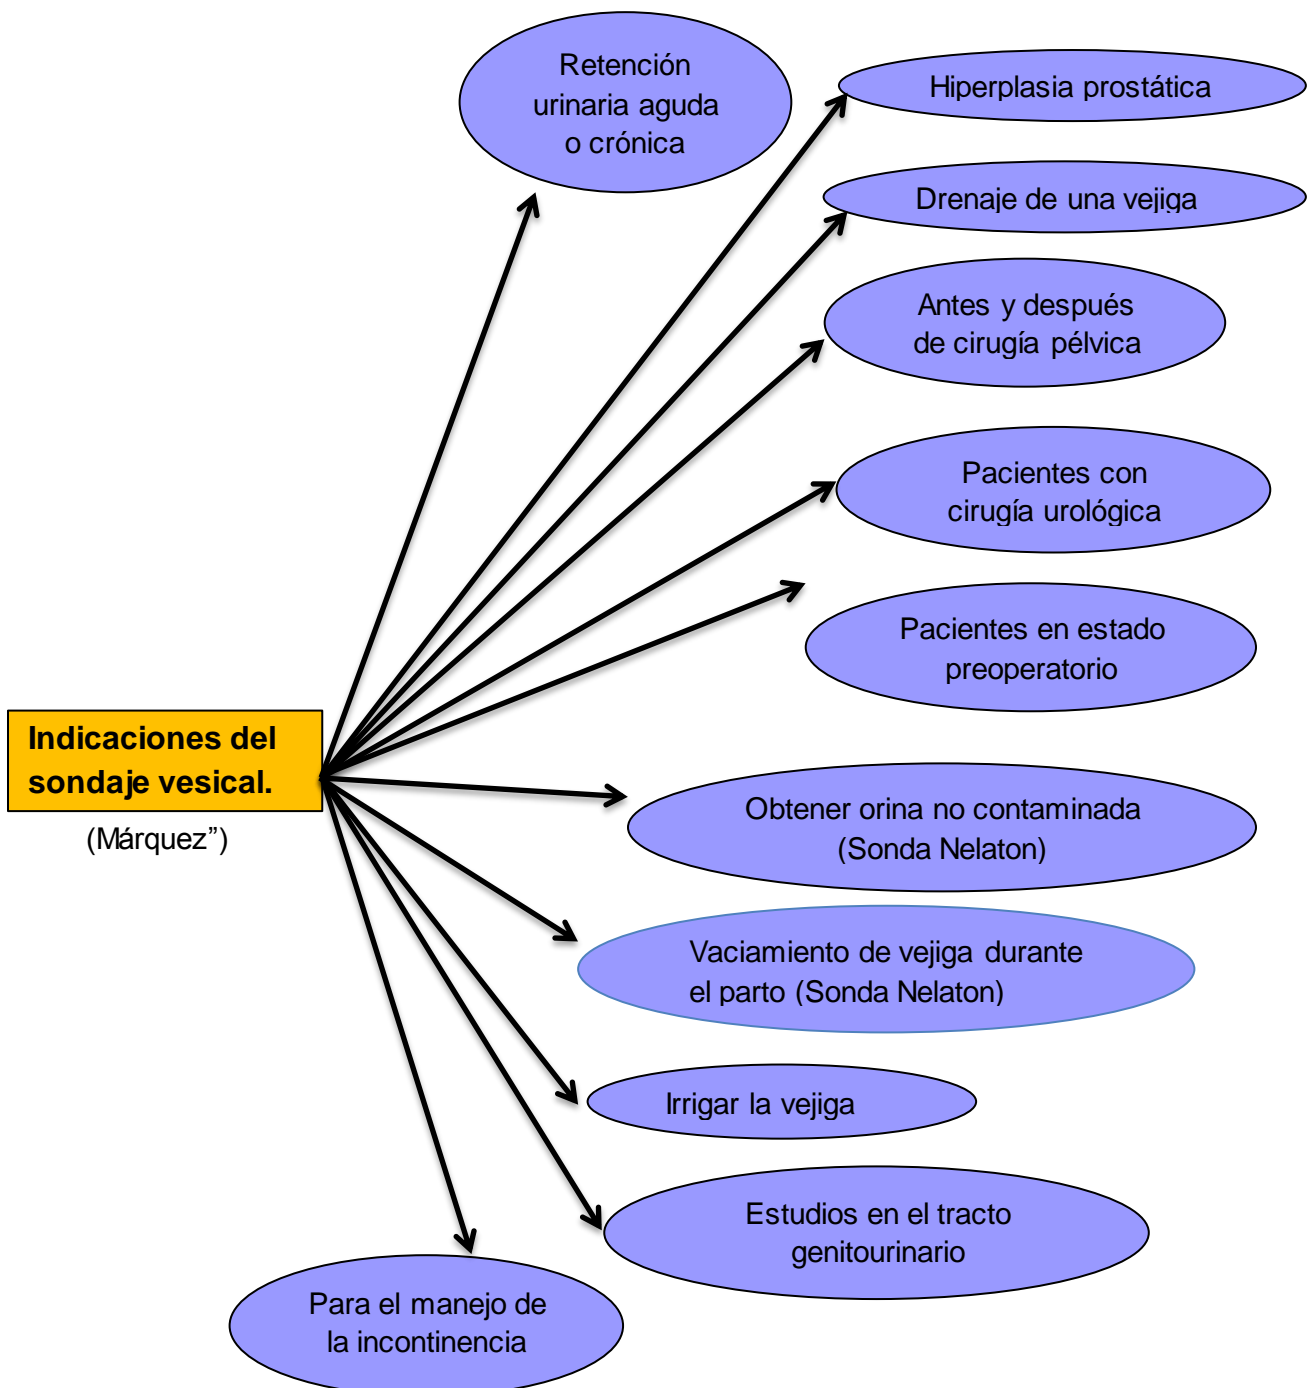 Retención
urinaria aguda
o crónica
Hiperplasia prostática
Drenaje de una vejiga
Antes y después
de cirugía pélvica
Pacientes con
cirugía urológica
Pacientes en estado
preoperatorio
Indicaciones del
sondaje vesical.
(Márquez”)
Obtener orina no contaminada
(Sonda Nelaton)
Vaciamiento de vejiga durante
el parto (Sonda Nelaton)
Irrigar la vejiga
Estudios en el tracto
genitourinario
Para el manejo de
la incontinencia